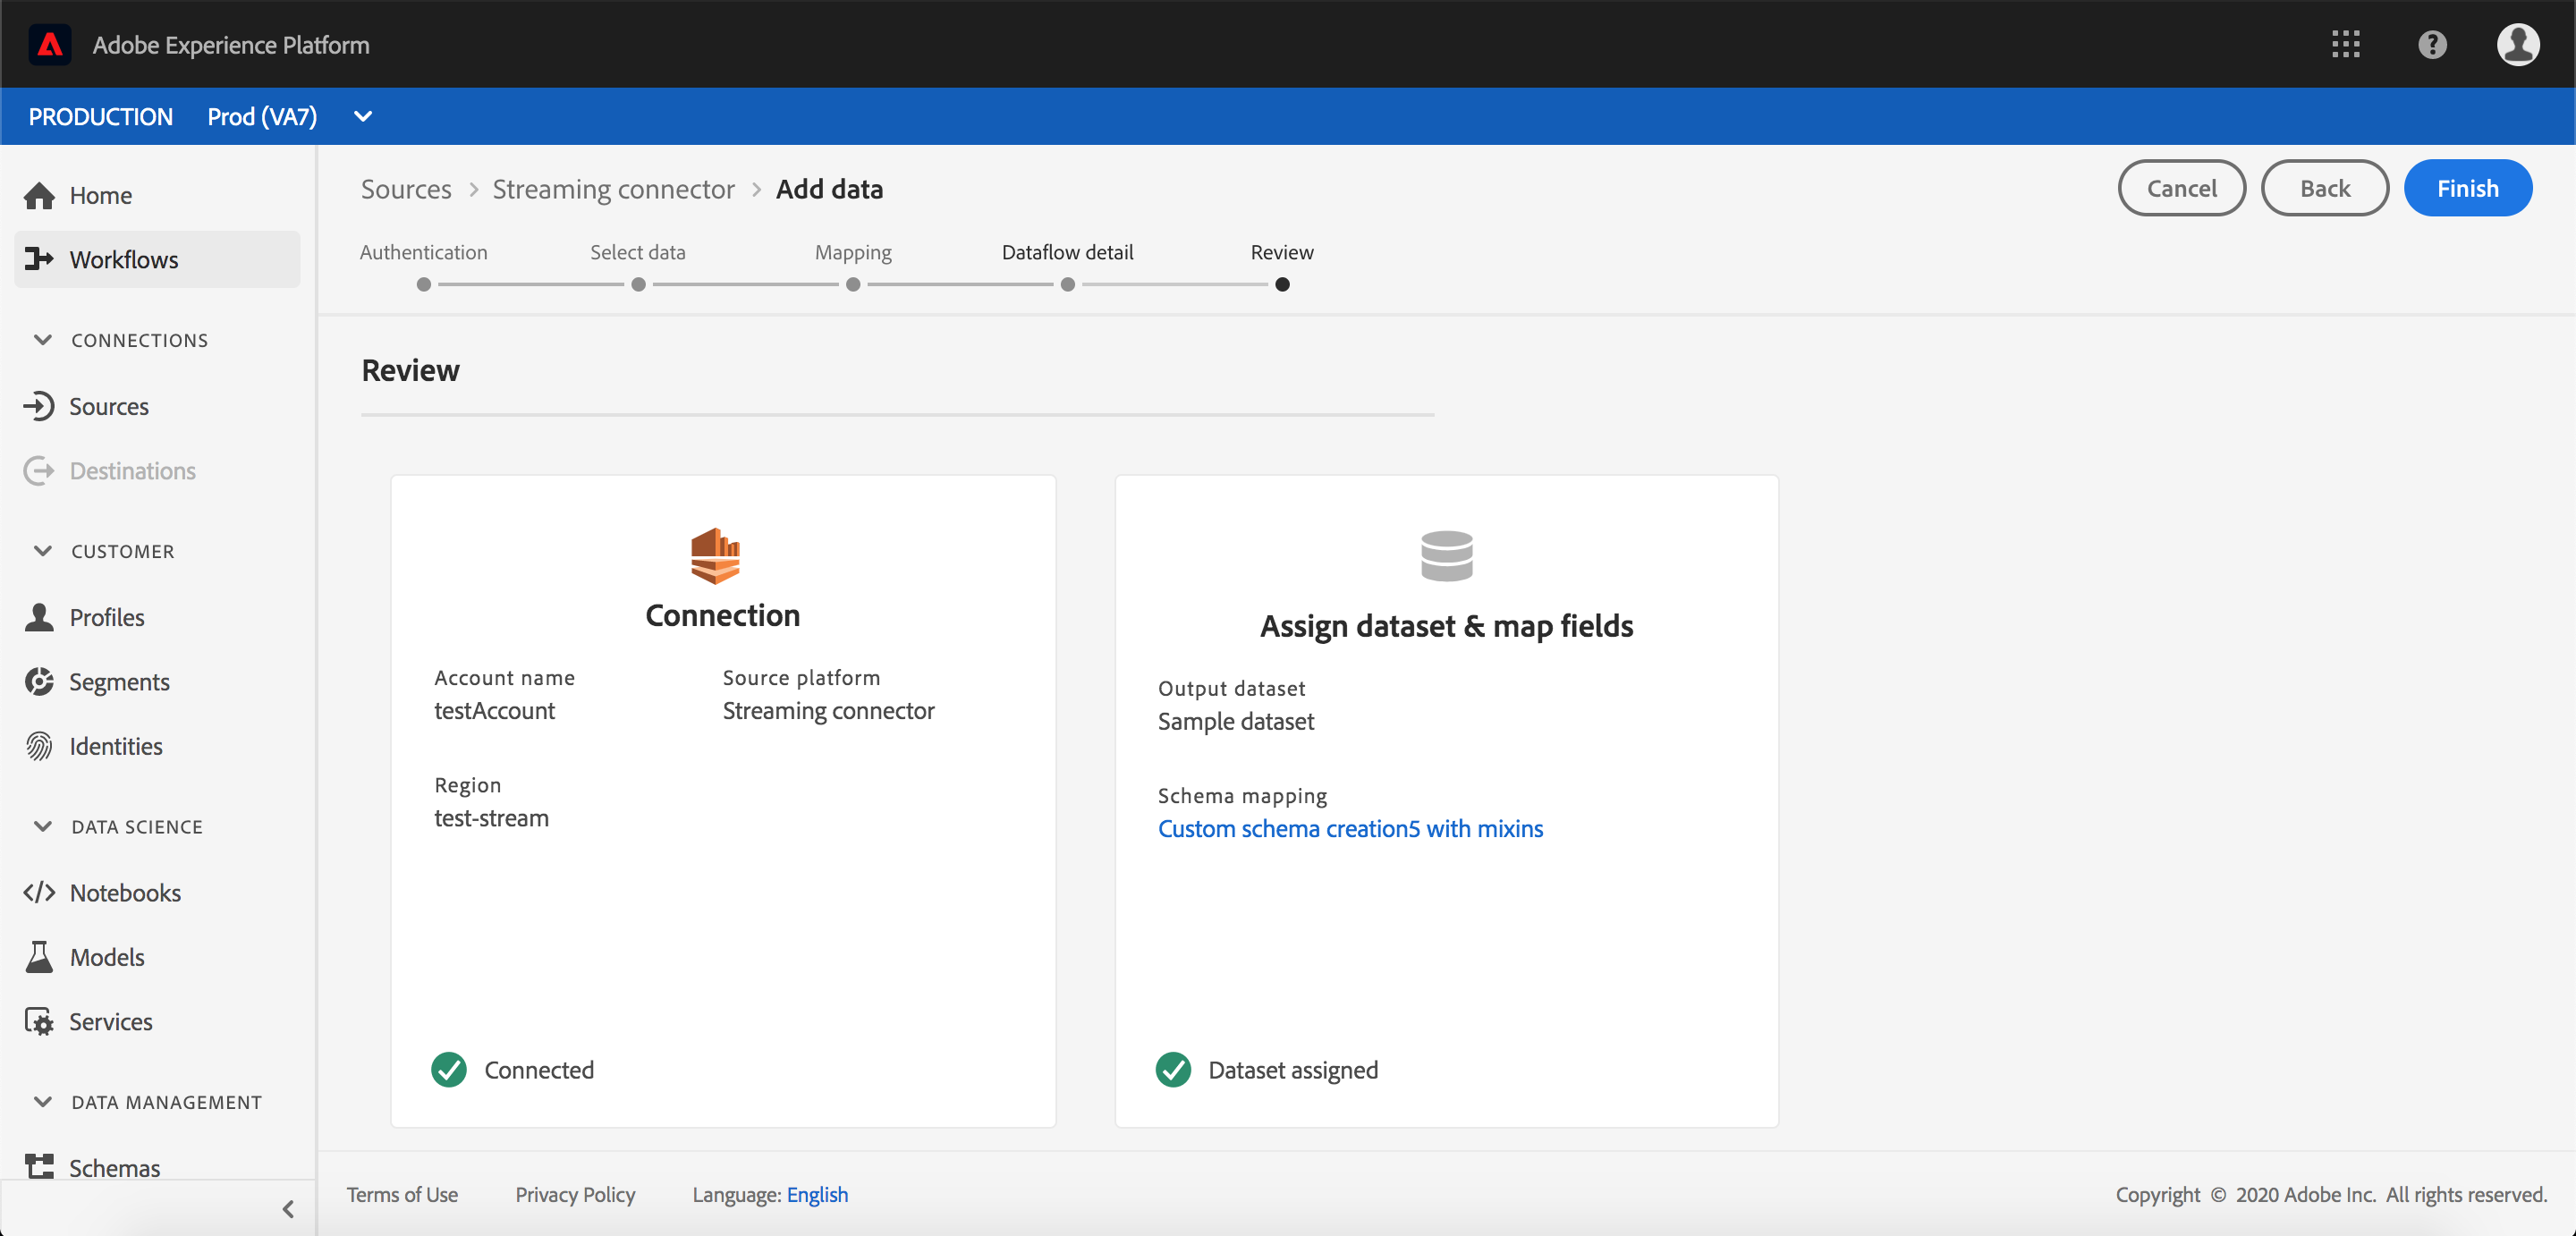 Adobe Experience Platform
PRODUCTION Prod (VA7)
Home
Workflows
CONNECTIONS
Sources
Destinations
CUSTOMER
Profiles
Segments
Identities
DATA SCIENCE
Notebooks
Models
Services
DATA MANAGEMENT
Schemas
Sources > Streaming connector > Add data
Cancel Back Finish
Authentication Select data Mapping Dataflow detail Review
Review
Connection
Account name Source platform
testAccount Streaming connector
Region
test-stream
Connected
Assign dataset & map fields
Output dataset
Sample dataset
Schema mapping
Custom schema creation5 with mixins
Dataset assigned
Terms of Use Privacy Policy Language: English
Copyright © 2020 Adobe Inc. All rights reserved.